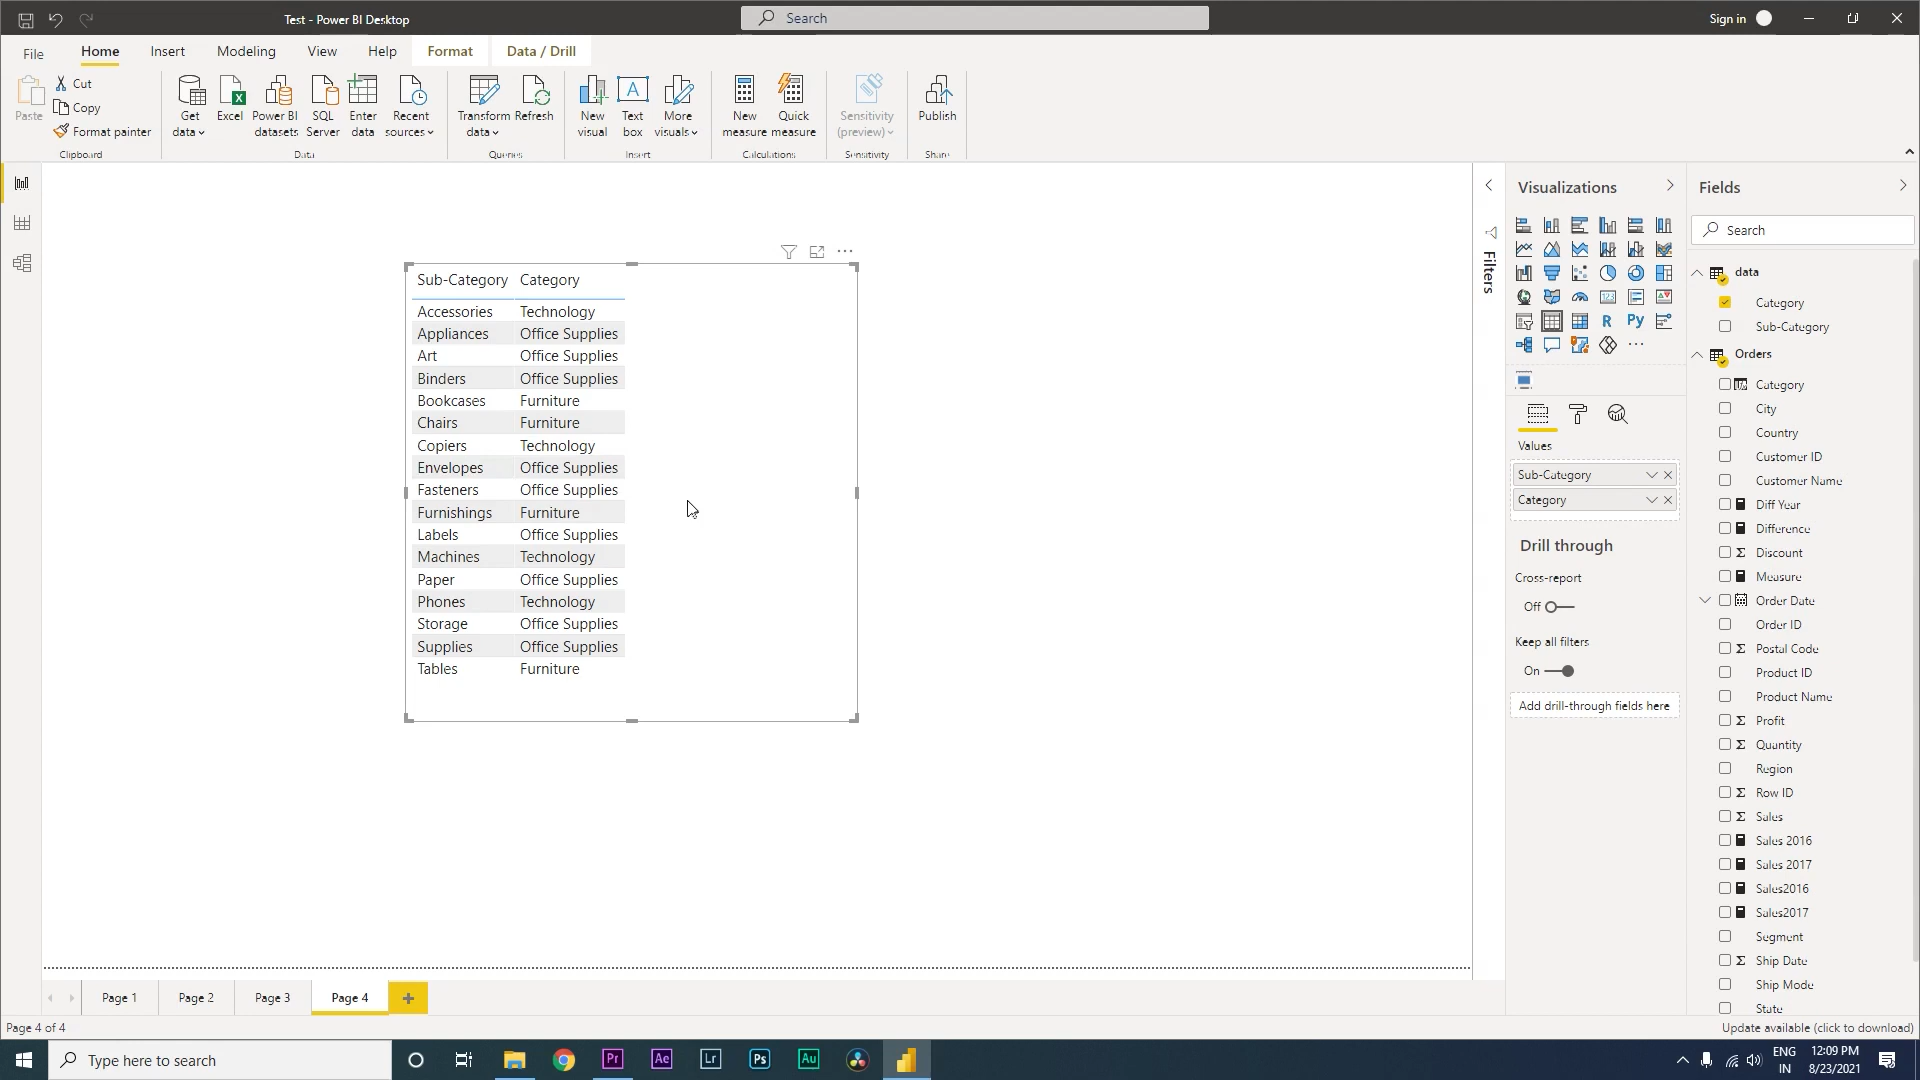 Test - Power BI Desktop
Search
Sign in
File
Home
Insert
Modeling
View
Help
Format
Data / Drill
Paste
Cut
Copy
Format painter
Clipboard
Get data
Excel
Power BI datasets
SQL Server
Enter data
Recent sources
Data
Transform data
Refresh
Queries
New visual
A
Text box
More visuals
Insert
New measure
Quick measure
Calculations
Sensitivity (preview)
Sensitivity
Publish
Share
Sub-Category Category
Accessories Technology
Appliances Office Supplies
Art Office Supplies
Binders Office Supplies
Bookcases Furniture
Chairs Furniture
Copiers Technology
Envelopes Office Supplies
Fasteners Office Supplies
Furnishings Furniture
Labels Office Supplies
Machines Technology
Paper Office Supplies
Phones Technology
Storage Office Supplies
Supplies Office Supplies
Tables Furniture
Filters
Visualizations
123
R
Py
Values
Sub-Category
Category
Drill through
Cross-report
Off
Keep all filters
On
Add drill-through fields here
Fields
Search
data
Category
Sub-Category
Orders
Category
City
Country
Customer ID
Customer Name
Diff Year
Difference
Σ Discount
Measure
Order Date
Order ID
Σ Postal Code
Product ID
Product Name
Σ Profit
Σ Quantity
Region
Σ Row ID
Σ Sales
Sales 2016
Sales 2017
Sales2016
Sales2017
Segment
Σ Ship Date
Ship Mode
State
Page 1
Page 2
Page 3
Page 4
+
Page 4 of 4
Update available (click to download)
Type here to search
Pr
Ae
Lr
Ps
Au
ENG
IN
12:09 PM
8/23/2021